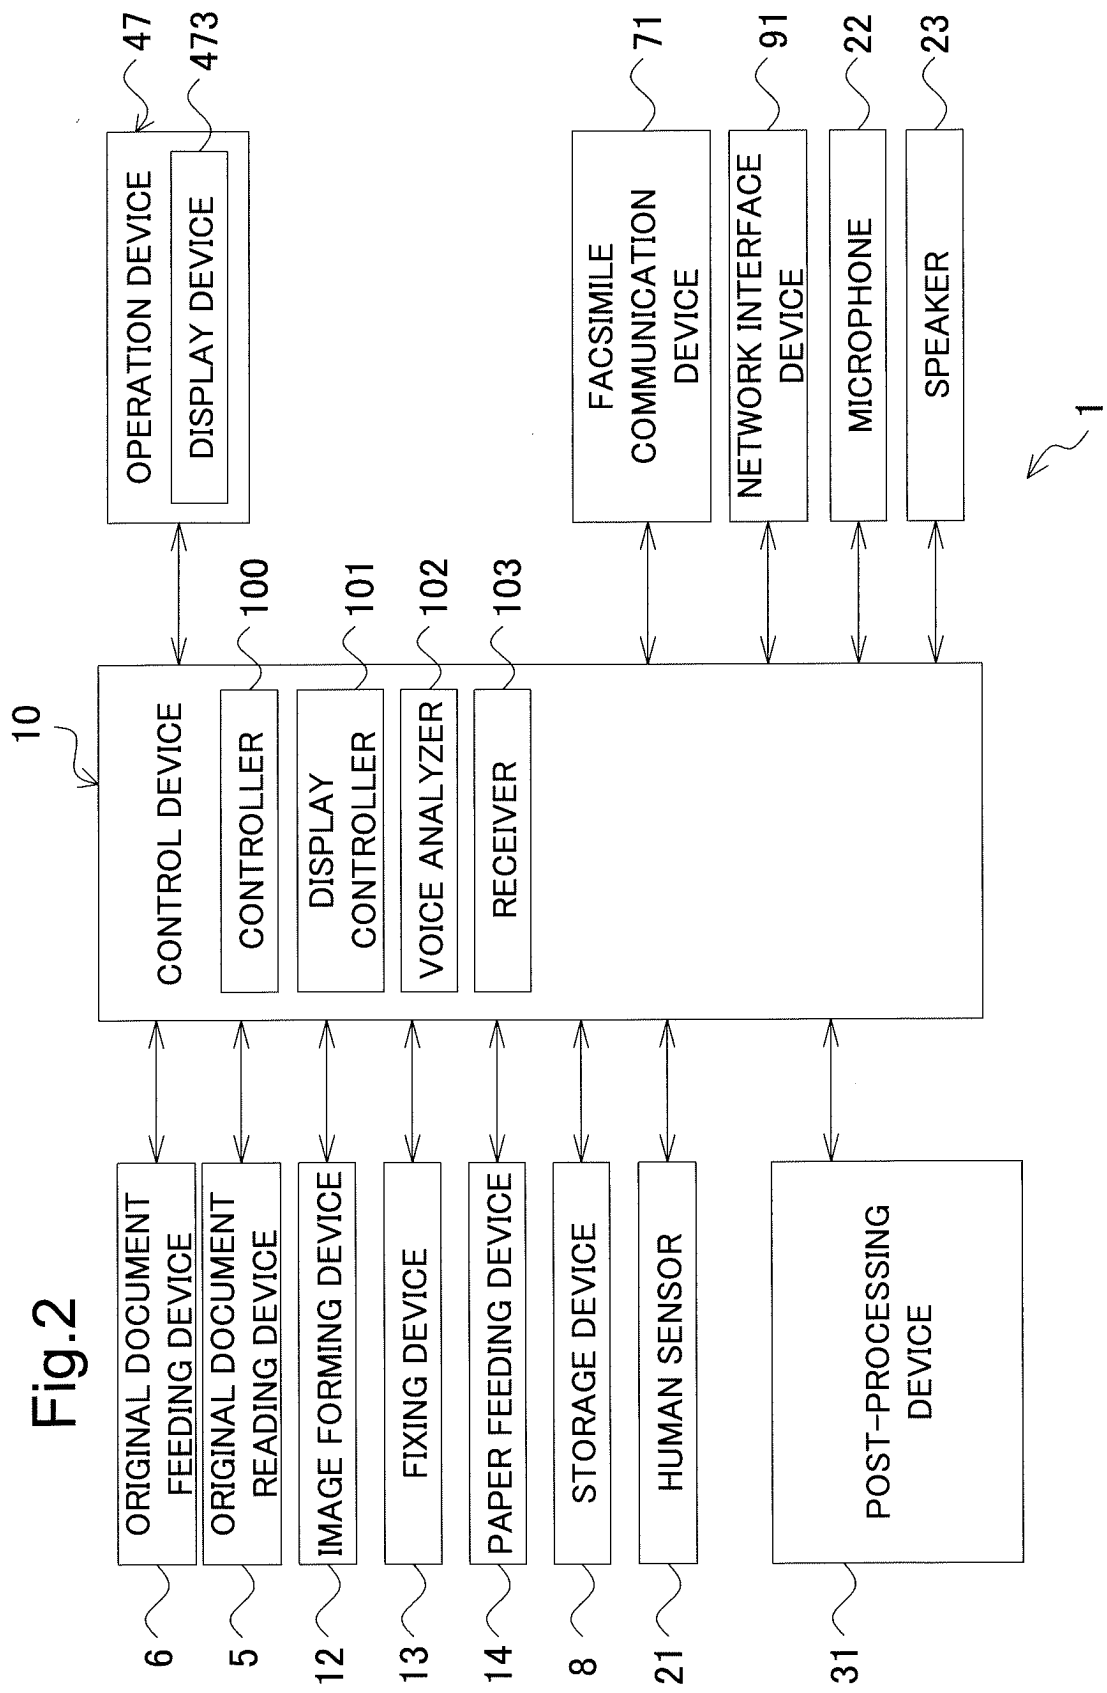 Fig.2
10
CONTROL DEVICE
CONTROLLER
100
DISPLAY
CONTROLLER
101
VOICE ANALYZER
102
RECEIVER
103
6
ORIGINAL DOCUMENT
FEEDING DEVICE
5
ORIGINAL DOCUMENT
READING DEVICE
12
IMAGE FORMING DEVICE
13
FIXING DEVICE
14
PAPER FEEDING DEVICE
8
STORAGE DEVICE
21
HUMAN SENSOR
31
POST-PROCESSING
DEVICE
OPERATION DEVICE
47
DISPLAY DEVICE
473
FACSIMILE
COMMUNICATION
DEVICE
71
NETWORK INTERFACE
DEVICE
91
MICROPHONE
22
SPEAKER
23
1